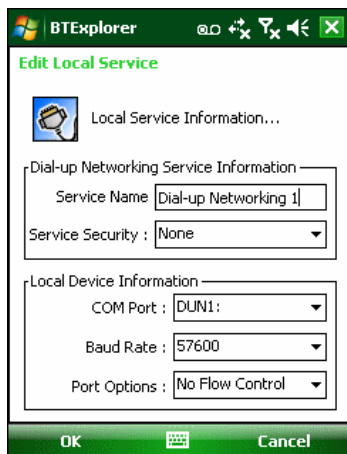 BTExplorer
Edit Local Service
Local Service Information...
Dial-up Networking Service Information
Service Name Dial-up Networking 1
Service Security : None
Local Device Information
COM Port : DUN1:
Baud Rate : 57600
Port Options : No Flow Control
OK Cancel